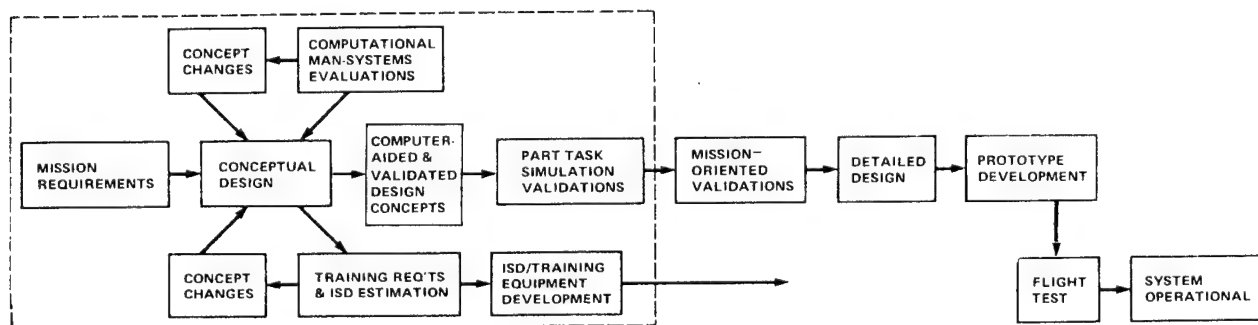 CONCEPT
CHANGES
COMPUTATIONAL
MAN-SYSTEMS
EVALUATIONS
MISSION
REQUIREMENTS
CONCEPTUAL
DESIGN
COMPUTER-
AIDED &
VALIDATED
DESIGN
CONCEPTS
PART TASK
SIMULATION
VALIDATIONS
MISSION—
ORIENTED
VALIDATIONS
DETAILED
DESIGN
PROTOTYPE
DEVELOPMENT
CONCEPT
CHANGES
TRAINING REQ'TS
& ISD ESTIMATION
ISD/TRAINING
EQUIPMENT
DEVELOPMENT
FLIGHT
TEST
SYSTEM
OPERATIONAL